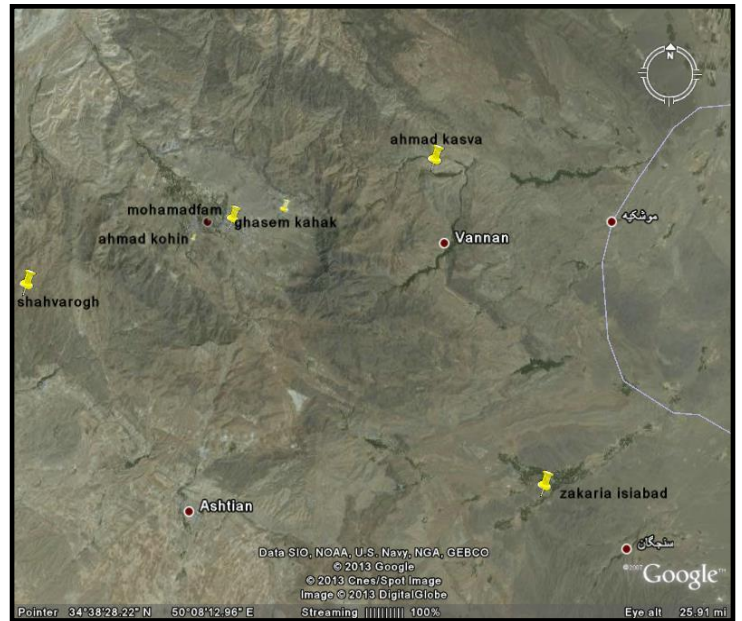 N
ahmad kasva
mohamadfam
ghasem kahak
موشکیه
ahmad kohin
Vannan
shahvarogh
zakaria isiabad
Ashtian
سنجگان
Data SIO, NOAA, U.S. Navy, NGA, GEBCO
© 2013 Google
© 2013 Cnes/Spot Image
Image © 2013 DigitalGlobe
©2007 Google™
Pointer 34°38'28.22" N 50°08'12.96" E Streaming ||||||||| 100% Eye alt 25.91 mi